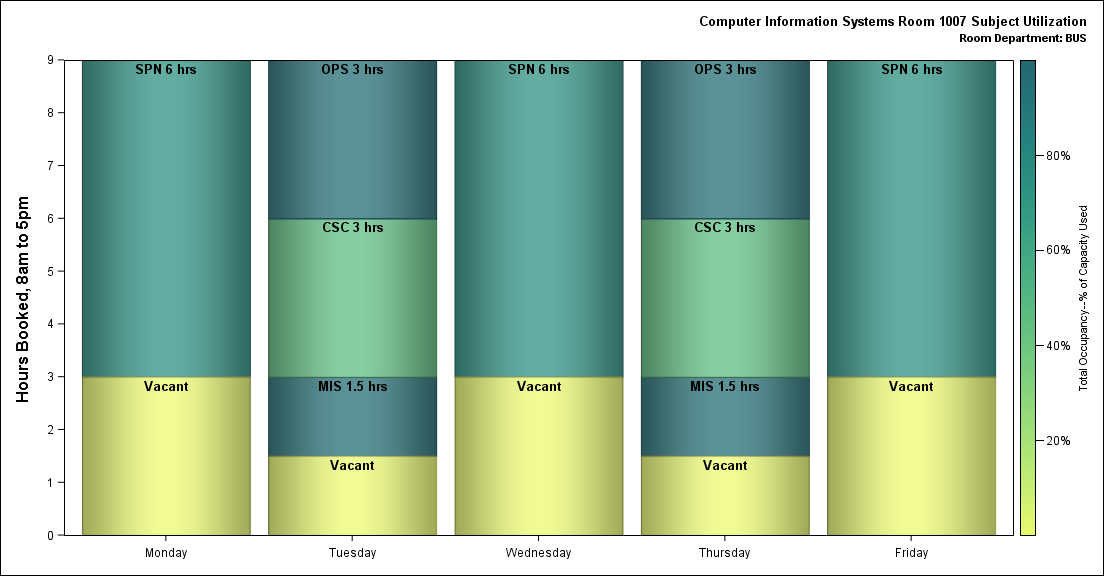 Computer Information Systems Room 1007 Subject Utilization
Room Department: BUS
Hours Booked, 8am to 5pm
9
8
7
6
5
4
3
2
1
0
SPN 6 hrs
Vacant
OPS 3 hrs
CSC 3 hrs
MIS 1.5 hrs
Vacant
SPN 6 hrs
Vacant
OPS 3 hrs
CSC 3 hrs
MIS 1.5 hrs
Vacant
SPN 6 hrs
Vacant
Monday
Tuesday
Wednesday
Thursday
Friday
80%
60%
40%
20%
Total Occupancy--% of Capacity Used